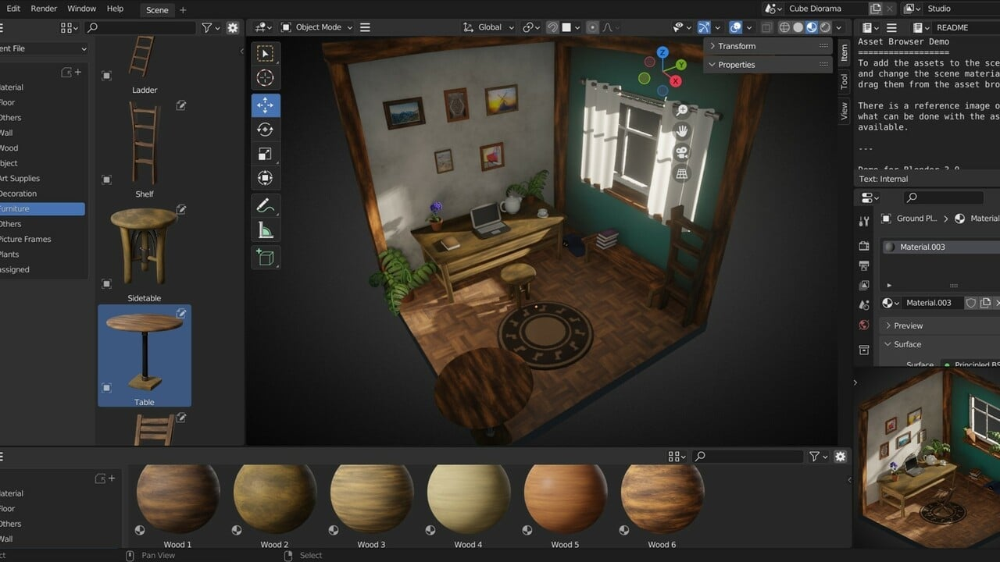 Edit Render Window Help Scene Cube Diorama Studio
Object Mode Global README
ent File
aterial
Floor
Others
Wall
Wood
bject
Art Supplies
Decoration
Furniture
Others
Picture Frames
Plants
assigned
Ladder
Shelf
Sidetable
Table
Transform
Properties
Z
Y
X
Item
Tool
View
Asset Browser Demo
==================
To add the assets to the sce
and change the scene materia
drag them from the asset bro
There is a reference image o
what can be done with the as
available.
---
Demo for Blender 3.0
Text: Internal
Ground Pl... Material
Material.003
Material.003
Preview
Surface
Surface Principled BS
aterial
Floor
Others
Wall
Wood 1
Wood 2
Wood 3
Wood 4
Wood 5
Wood 6
ct Pan View Select